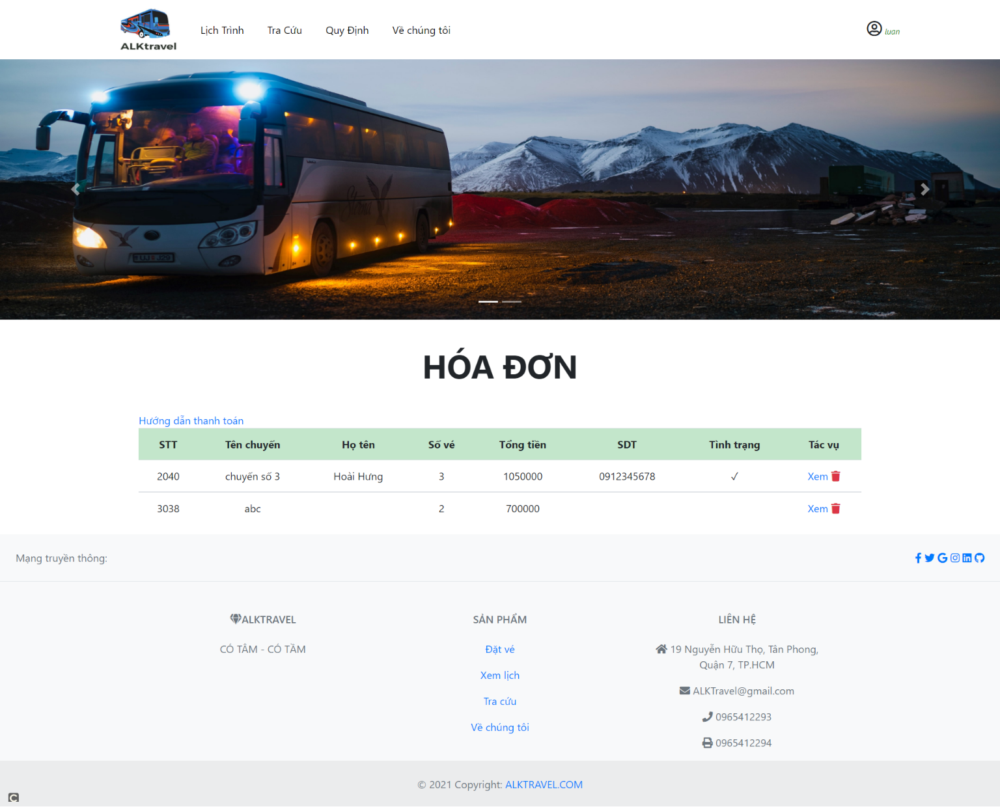 ALKtravel
Lịch Trình
Tra Cứu
Quy Định
Về chúng tôi
luan
HÓA ĐƠN
Hướng dẫn thanh toán
STT Tên chuyến Họ tên Số vé Tổng tiền SDT Tình trạng Tác vụ
2040 chuyến số 3 Hoài Hưng 3 1050000 0912345678 ✓ Xem
3038 abc 2 700000 Xem
Mạng truyền thông:
ALKTRAVEL
CÓ TÂM - CÓ TẦM
SẢN PHẨM
Đặt vé
Xem lịch
Tra cứu
Về chúng tôi
LIÊN HỆ
19 Nguyễn Hữu Thọ, Tân Phong,
Quận 7, TP.HCM
ALKTravel@gmail.com
0965412293
0965412294
© 2021 Copyright: ALKTRAVEL.COM